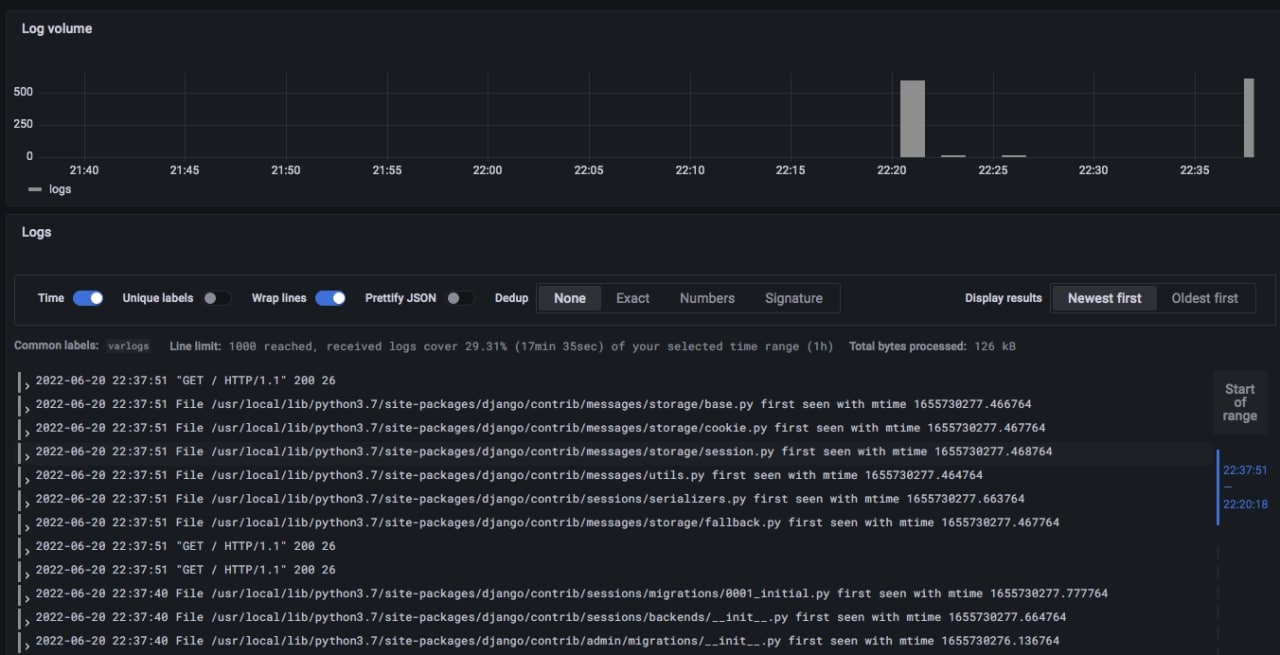 Log volume
500
250
0
21:40 21:45 21:50 21:55 22:00 22:05 22:10 22:15 22:20 22:25 22:30 22:35
logs
Logs
Time Unique labels Wrap lines Prettify JSON Dedup None Exact Numbers Signature Display results Newest first Oldest first
Common labels: varlogs Line limit: 1000 reached, received logs cover 29.31% (17min 35sec) of your selected time range (1h) Total bytes processed: 126 kB
2022-06-20 22:37:51 "GET / HTTP/1.1" 200 26
2022-06-20 22:37:51 File /usr/local/lib/python3.7/site-packages/django/contrib/messages/storage/base.py first seen with mtime 1655730277.466764
2022-06-20 22:37:51 File /usr/local/lib/python3.7/site-packages/django/contrib/messages/storage/cookie.py first seen with mtime 1655730277.467764
2022-06-20 22:37:51 File /usr/local/lib/python3.7/site-packages/django/contrib/messages/storage/session.py first seen with mtime 1655730277.468764
2022-06-20 22:37:51 File /usr/local/lib/python3.7/site-packages/django/contrib/messages/utils.py first seen with mtime 1655730277.464764
2022-06-20 22:37:51 File /usr/local/lib/python3.7/site-packages/django/contrib/sessions/serializers.py first seen with mtime 1655730277.663764
2022-06-20 22:37:51 File /usr/local/lib/python3.7/site-packages/django/contrib/messages/storage/fallback.py first seen with mtime 1655730277.467764
2022-06-20 22:37:51 "GET / HTTP/1.1" 200 26
2022-06-20 22:37:51 "GET / HTTP/1.1" 200 26
2022-06-20 22:37:40 File /usr/local/lib/python3.7/site-packages/django/contrib/sessions/migrations/0001_initial.py first seen with mtime 1655730277.777764
2022-06-20 22:37:40 File /usr/local/lib/python3.7/site-packages/django/contrib/sessions/backends/__init__.py first seen with mtime 1655730277.664764
2022-06-20 22:37:40 File /usr/local/lib/python3.7/site-packages/django/contrib/admin/migrations/__init__.py first seen with mtime 1655730276.136764
Start
of
range
22:37:51
—
22:20:18